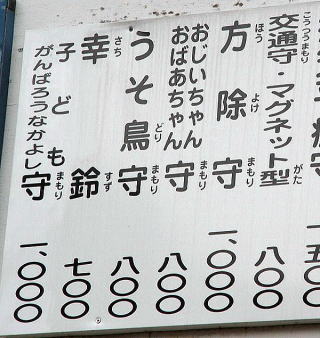 交通守・マグネット型 八〇〇
こうつうまもり がた
方除守 一、〇〇〇
ほう よけ まもり
おじいちゃん
おばあちゃん
守 八〇〇
まもり
うそ鳥守 八〇〇
どり まもり
幸鈴 七〇〇
さち すず
子ども
がんばろうなかよし
守 一、〇〇〇
まもり